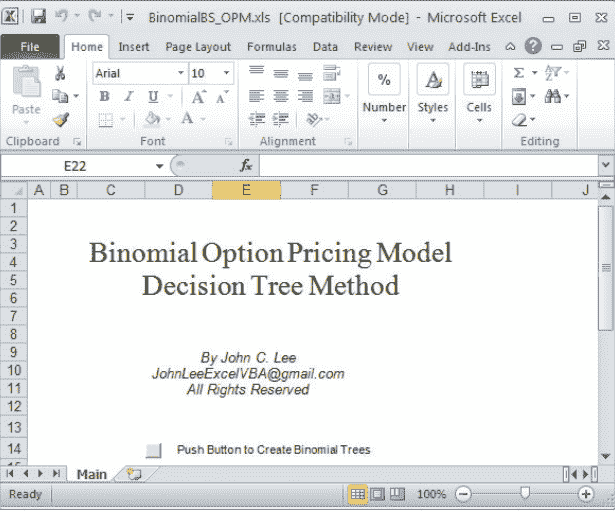 BinomialBS_OPM.xls [Compatibility Mode] - Microsoft Excel
File Home Insert Page Layout Formulas Data Review View Add-Ins
Arial 10
Paste B I U A A A % A
Number Styles Cells
Clipboard Font Alignment Editing
E22 fx
A B C D E F G H I J
1
2
3
Binomial Option Pricing Model
4
5
Decision Tree Method
6
7
8
9 By John C. Lee
10 JohnLeeExcelVBA@gmail.com
11 All Rights Reserved
12
13
14 Push Button to Create Binomial Trees
15
Main
Ready 100%